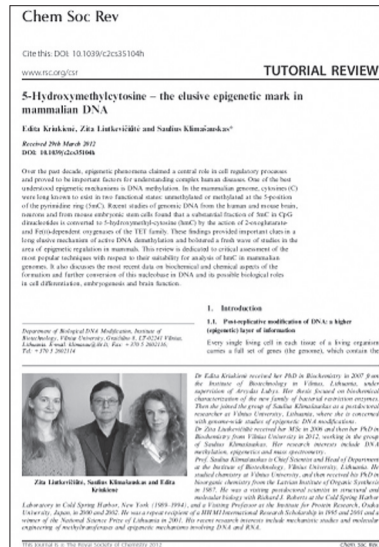 Chem Soc Rev
Cite this: DOI: 10.1039/c2cs35104h
www.rsc.org/csr
TUTORIAL REVIEW
5-Hydroxymethylcytosine – the elusive epigenetic mark in
mammalian DNA
Edita Kriukienė, Zita Liutkevičiūtė and Saulius Klimašauskas*
Received 29th March 2012
DOI: 10.1039/c2cs35104h
Over the past decade, epigenetic phenomena claimed a central role in cell regulatory processes
and proved to be important factors for understanding complex human diseases. One of the best
understood epigenetic mechanisms is DNA methylation. In the mammalian genome, cytosines (C)
were long known to exist in two functional states: unmethylated or methylated at the 5-position
of the pyrimidine ring (5mC). Recent studies of genomic DNA from the human and mouse brain,
neurons and from mouse embryonic stem cells found that a substantial fraction of 5mC in CpG
dinucleotides is converted to 5-hydroxymethyl-cytosine (hmC) by the action of 2-oxoglutarate-
and Fe(II)-dependent oxygenases of the TET family. These findings provided important clues in a
long elusive mechanism of active DNA demethylation and bolstered a fresh wave of studies in the
area of epigenetic regulation in mammals. This review is dedicated to critical assessment of the
most popular techniques with respect to their suitability for analysis of hmC in mammalian
genomes. It also discusses the most recent data on biochemical and chemical aspects of the
formation and further conversion of this nucleobase in DNA and its possible biological roles
in cell differentiation, embryogenesis and brain function.
Department of Biological DNA Modification, Institute of
Biotechnology, Vilnius University, Graičiūno 8, LT-02241 Vilnius,
Lithuania. E-mail: klimasau@ibt.lt; Fax: + 370 5 2602116;
Tel: + 370 5 2602114
1. Introduction
1.1. Post-replicative modification of DNA: a higher
(epigenetic) layer of information
Every single living cell in each tissue of a living organism
carries a full set of genes (the genome), which contain the
Zita Liutkevičiūtė, Saulius Klimašauskas and Edita
Kriukienė
Dr Edita Kriukienė received her PhD in Biochemistry in 2007 from
the Institute of Biotechnology in Vilnius, Lithuania, under
supervision of Arvydas Lubys. Her thesis focused on biochemical
characterization of the new family of bacterial restriction enzymes.
Then she joined the group of Saulius Klimašauskas as a postdoctoral
researcher at Vilnius University, Lithuania, where she is concerned
with genome-wide studies of epigenetic DNA modifications.
Dr Zita Liutkevičiūtė received her MSc in 2006 and then her PhD in
Biochemistry from Vilnius University in 2012, working in the group
of Saulius Klimašauskas. Her research interests include DNA
methylation, epigenetics and mass spectrometry.
Prof. Saulius Klimašauskas is Chief Scientist and Head of Department
at the Institute of Biotechnology, Vilnius University, Lithuania. He
studied chemistry at Vilnius University, and then received his PhD in
bioorganic chemistry from the Latvian Institute of Organic Synthesis
in 1987. He was a visiting postdoctoral researcher in structural and
molecular biology with Richard J. Roberts at the Cold Spring Harbor
Laboratory in Cold Spring Harbor, New York (1989–1994), and a Visiting Professor at the Institute for Protein Research, Osaka
University, Japan, in 2000 and 2002. He was a repeat recipient of a HHMI International Research Scholarship in 1995 and 2001 and a
winner of the National Science Prize of Lithuania in 2001. His recent research interests include mechanistic studies and molecular
engineering of methyltransferases and epigenetic mechanisms involving DNA and RNA.
This journal is © The Royal Society of Chemistry 2012